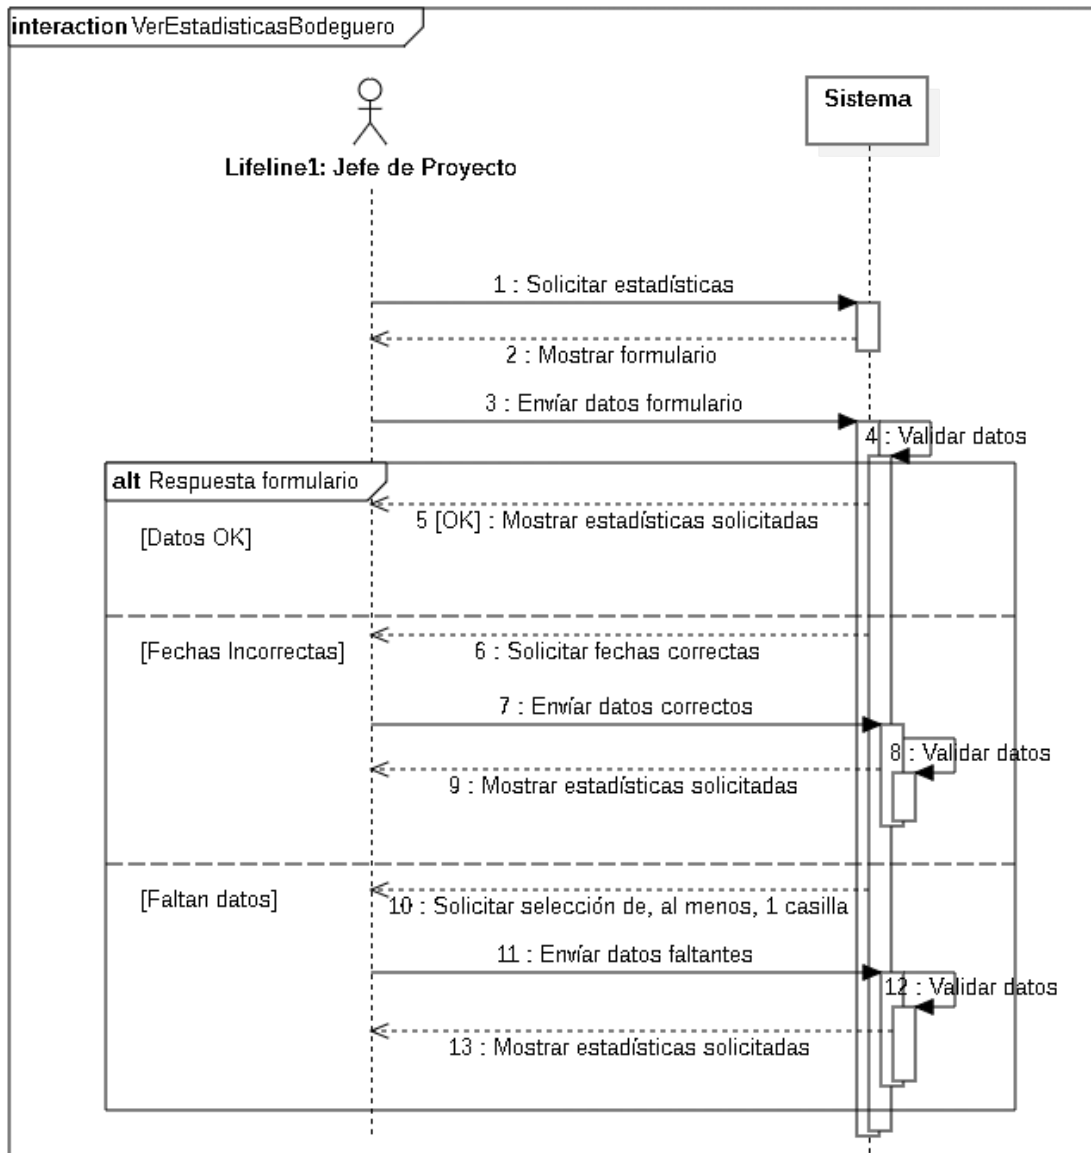 interaction VerEstadisticasBodeguero
Sistema
Lifeline1: Jefe de Proyecto
1 : Solicitar estadísticas
2 : Mostrar formulario
3 : Envíar datos formulario
4 : Validar datos
alt Respuesta formulario
5 [OK] : Mostrar estadísticas solicitadas
[Datos OK]
[Fechas Incorrectas]
6 : Solicitar fechas correctas
7 : Envíar datos correctos
8 : Validar datos
9 : Mostrar estadísticas solicitadas
[Faltan datos]
10 : Solicitar selección de, al menos, 1 casilla
11 : Envíar datos faltantes
12 : Validar datos
13 : Mostrar estadísticas solicitadas